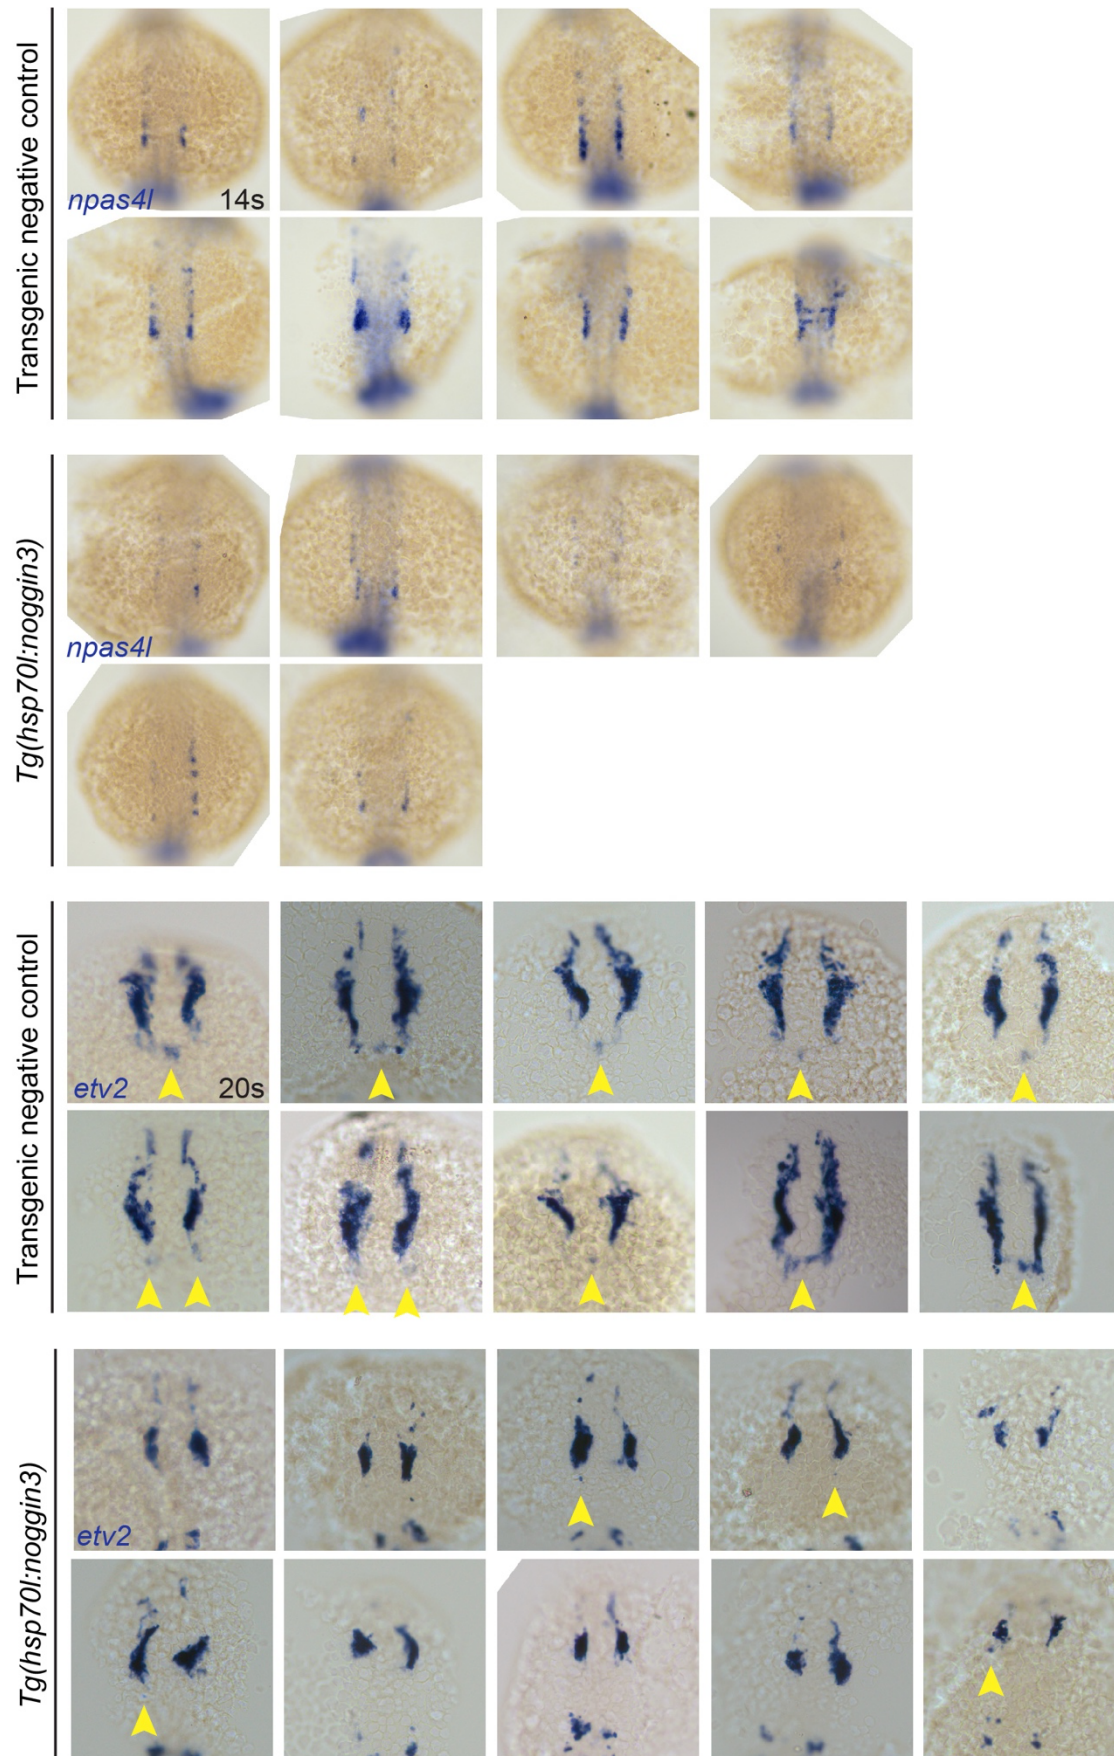 Transgenic negative control
npas4l 14s
Tg(hsp70l:noggin3)
npas4l
Transgenic negative control
etv2 20s
Tg(hsp70l:noggin3)
etv2